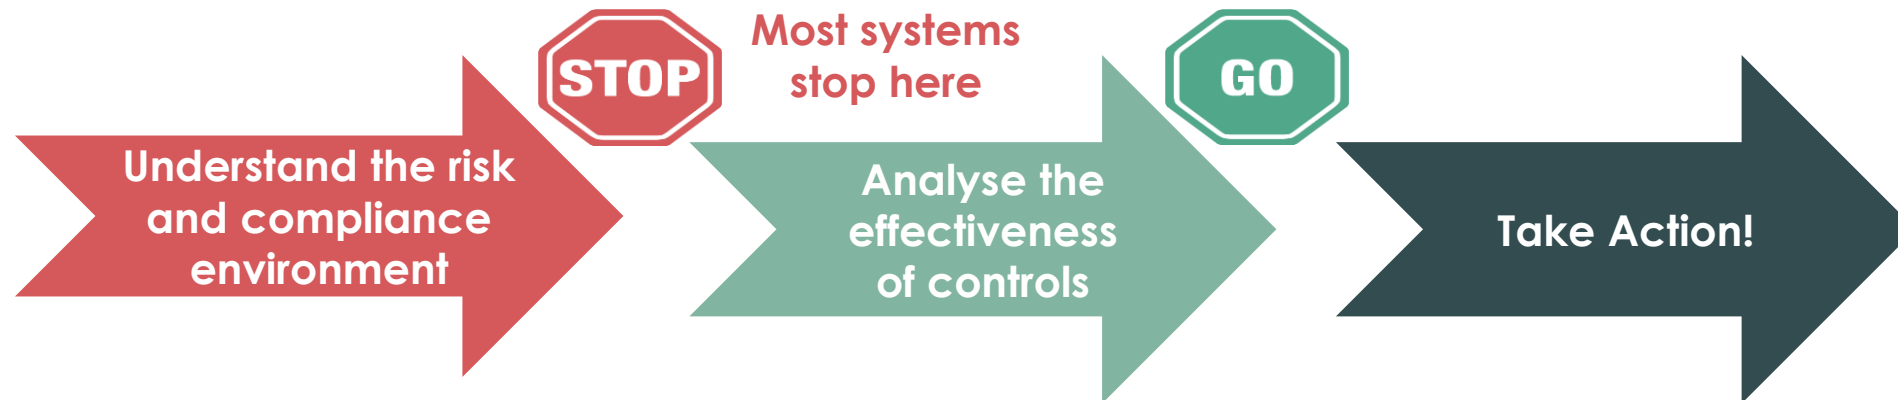 Understand the risk
and compliance
environment
STOP
Most systems
stop here
Analyse the
effectiveness
of controls
GO
Take Action!